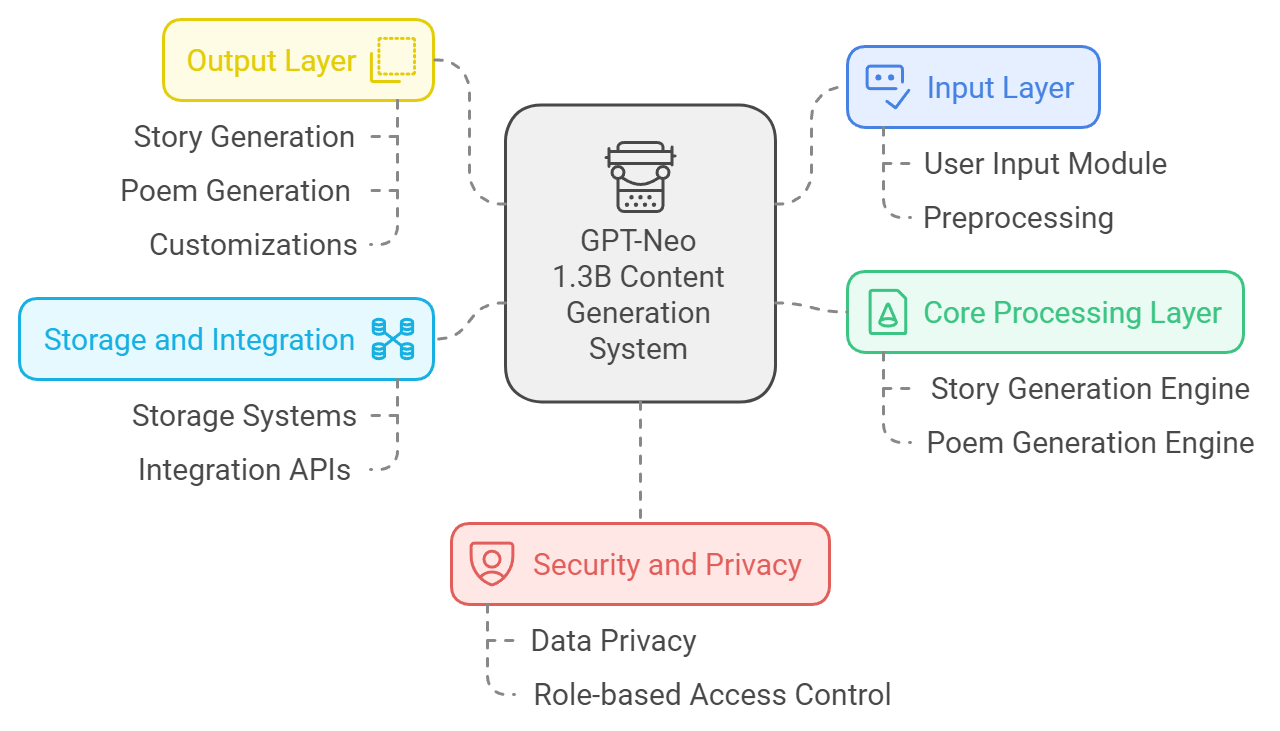 Output Layer
Story Generation
Poem Generation
Customizations
Storage and Integration
Storage Systems
Integration APIs
GPT-Neo
1.3B Content
Generation
System
Input Layer
User Input Module
Preprocessing
Core Processing Layer
Story Generation Engine
Poem Generation Engine
Security and Privacy
Data Privacy
Role-based Access Control